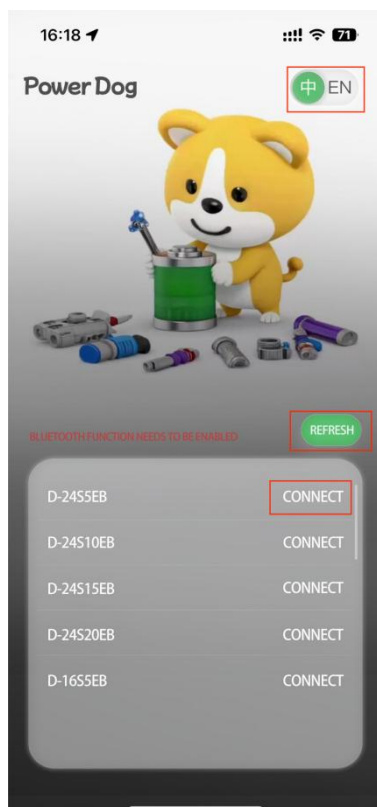 16:18
71
Power Dog
中 EN
BLUETOOTH FUNCTION NEEDS TO BE ENABLED
REFRESH
D-24S5EB CONNECT
D-24S10EB CONNECT
D-24S15EB CONNECT
D-24S20EB CONNECT
D-16S5EB CONNECT